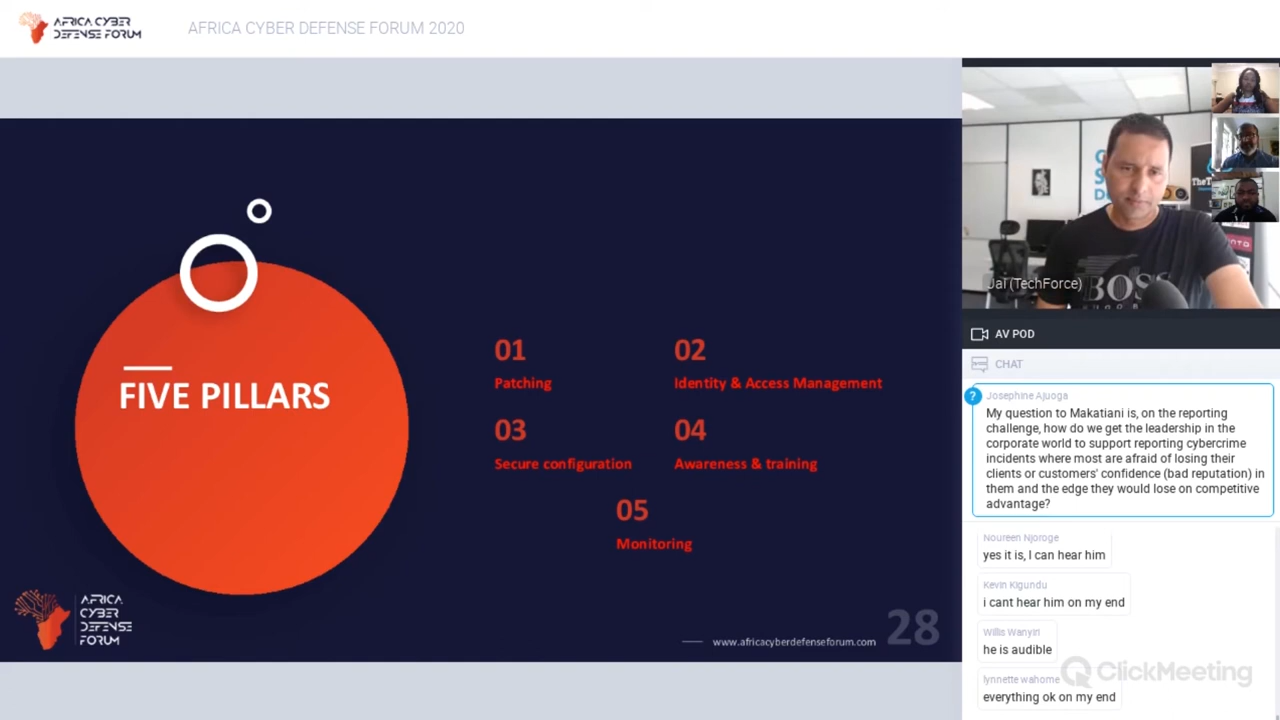 AFRICA CYBER
DEFENSE FORUM
AFRICA CYBER DEFENSE FORUM 2020
FIVE PILLARS
01
Patching
02
Identity & Access Management
03
Secure configuration
04
Awareness & training
05
Monitoring
AFRICA
CYBER
DEFENSE
FORUM
www.africacyberdefenseforum.com
28
Jai (TechForce)
BOSS
AV POD
CHAT
?
Josephine Ajuoga
My question to Makatiani is, on the reporting
challenge, how do we get the leadership in the
corporate world to support reporting cybercrime
incidents where most are afraid of losing their
clients or customers' confidence (bad reputation) in
them and the edge they would lose on competitive
advantage?
Noureen Njoroge
yes it is, I can hear him
Kevin Kigundu
i cant hear him on my end
Willis Wanyiri
he is audible
lynnette wahome
everything ok on my end
ClickMeeting